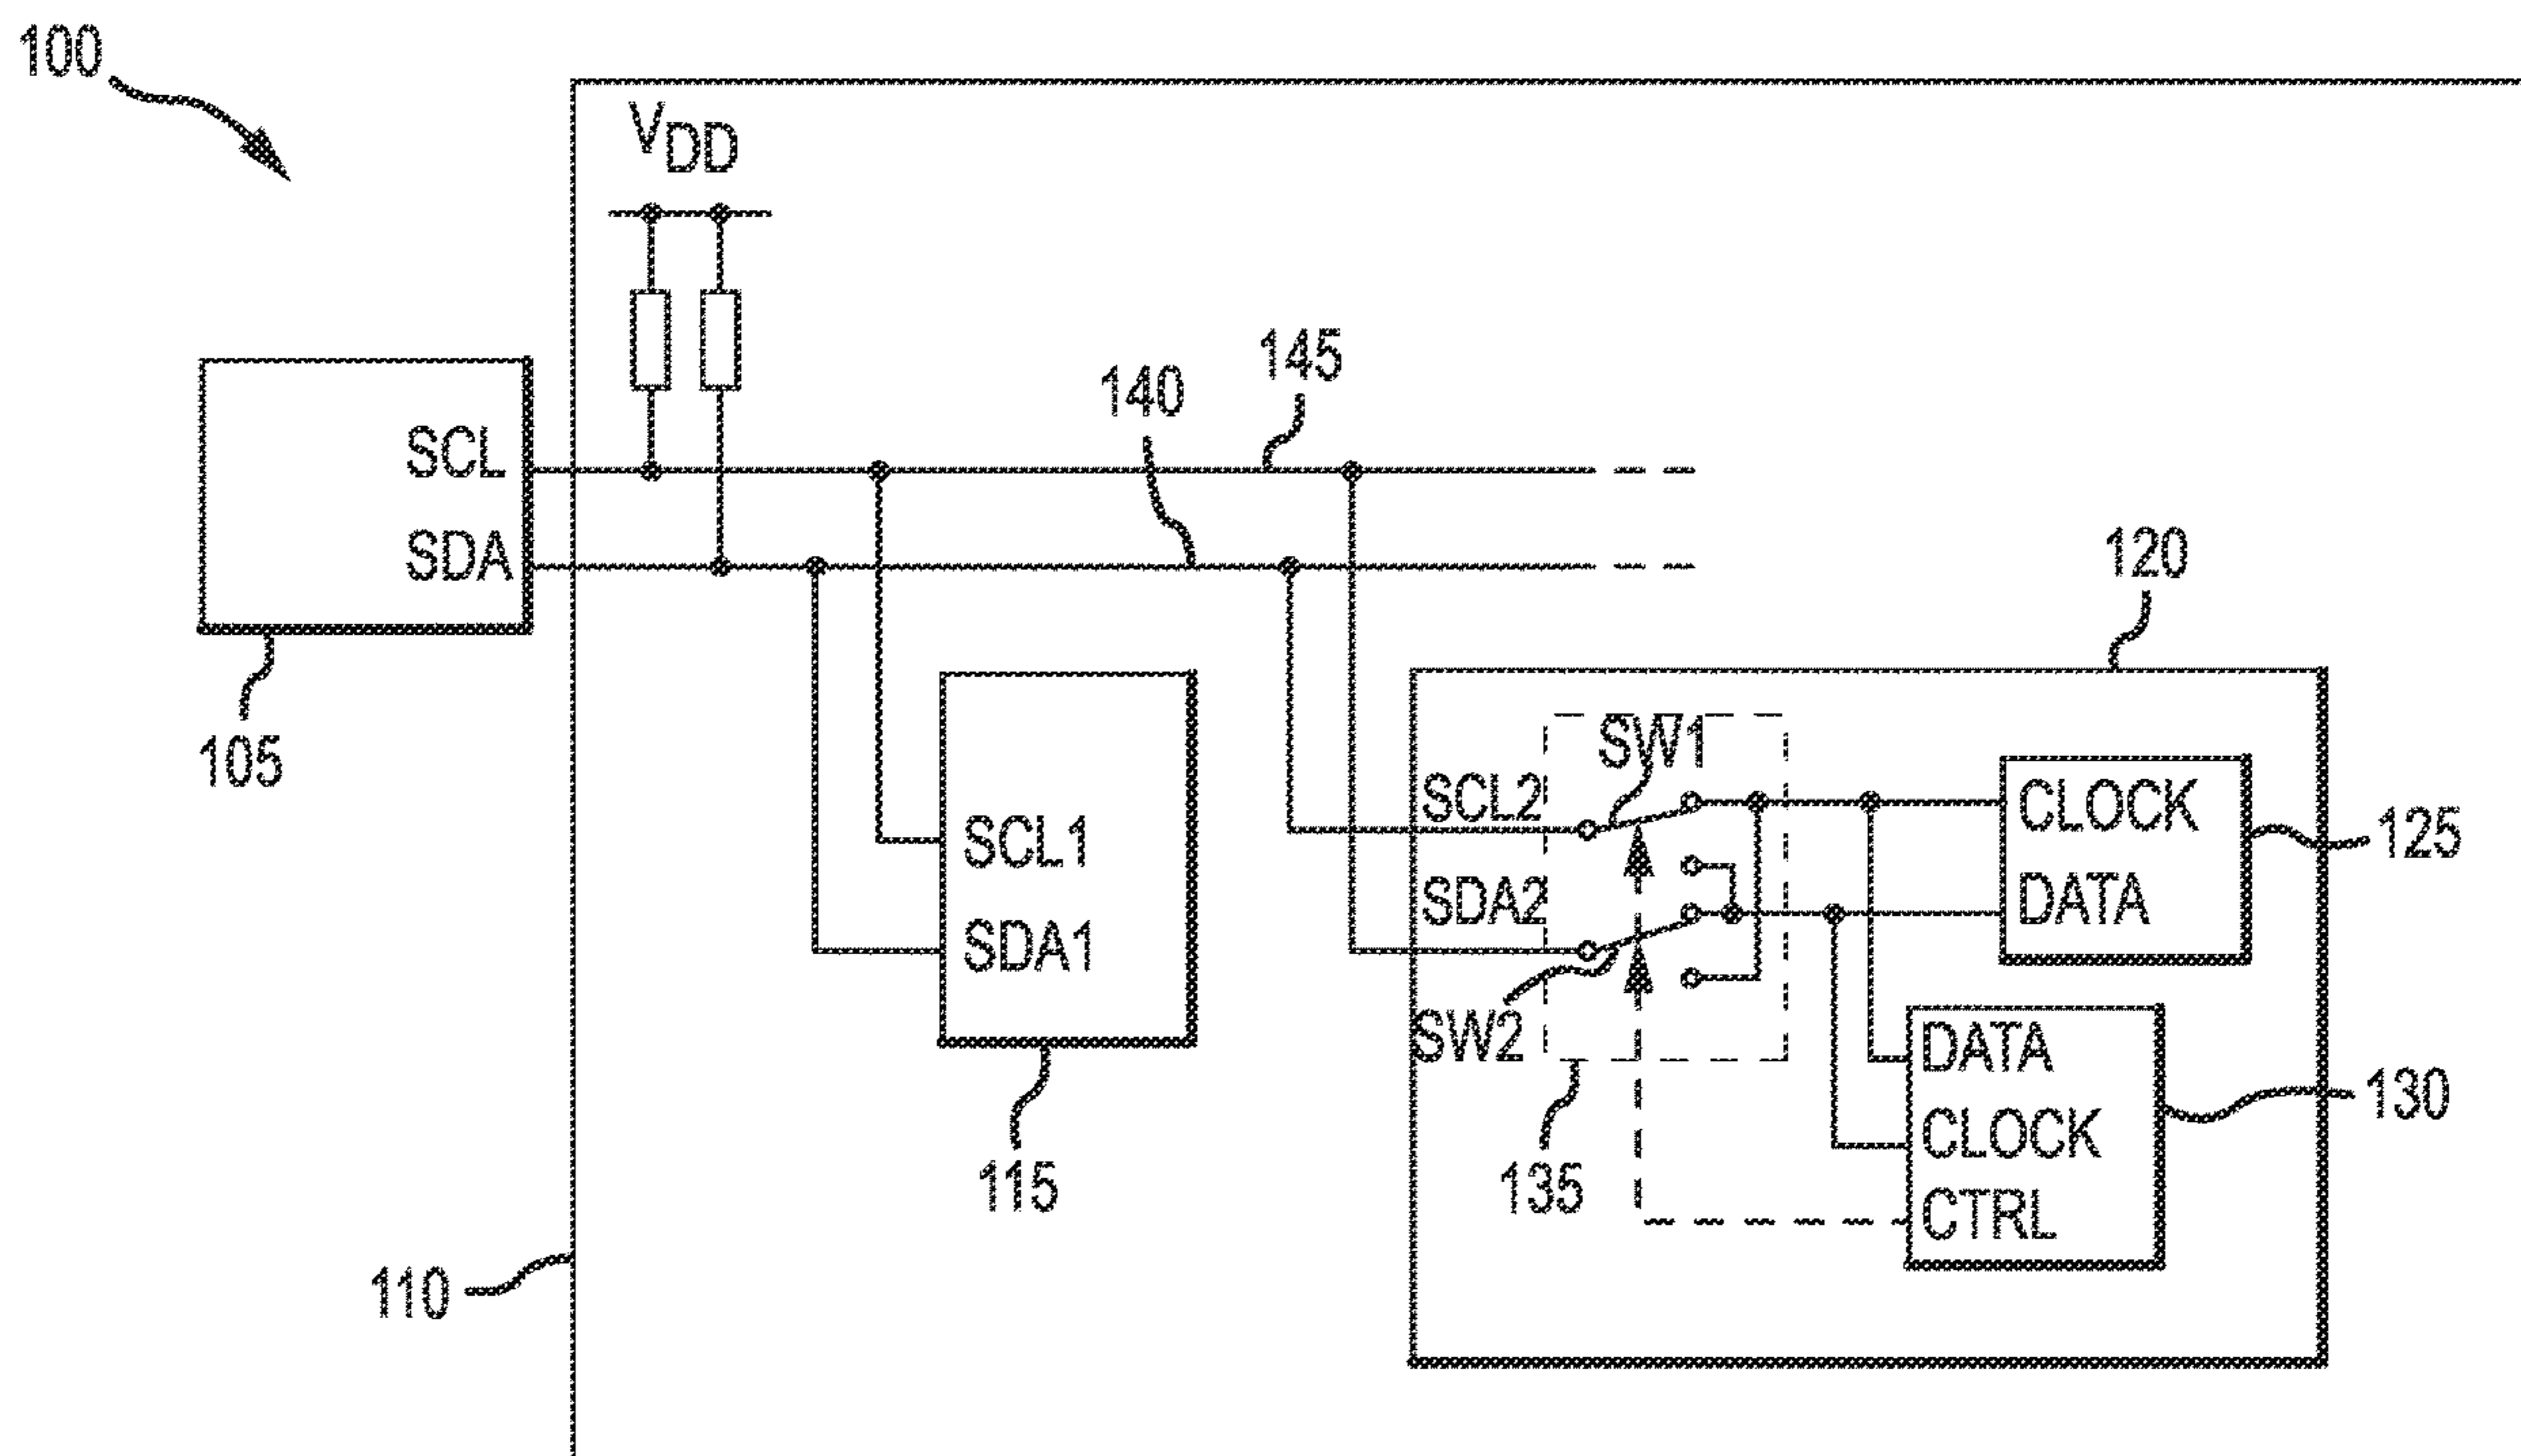 100
VDD
145
140
SCL
SDA
120
105
SW1
SCL2
CLOCK
125
SCL1
SDA2
DATA
SDA1
SW2
DATA
130
CLOCK
115
135
CTRL
110